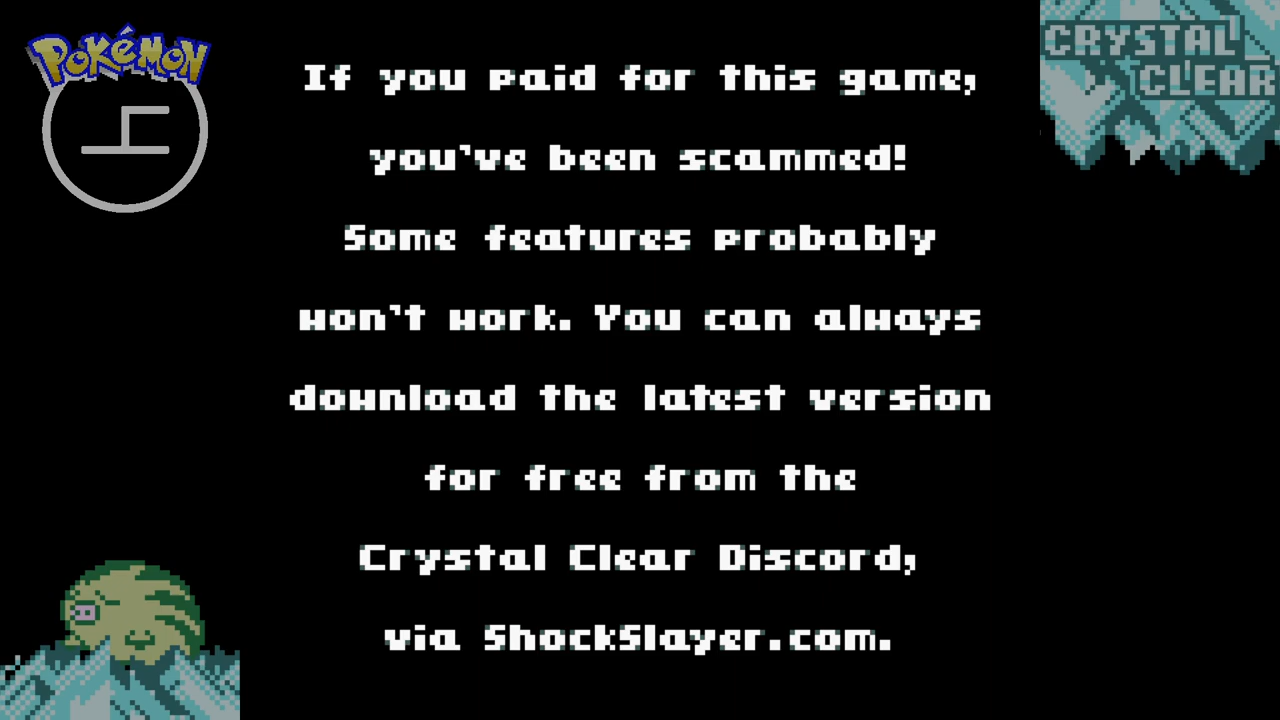 POKéMON
CRYSTAL
CLEAR
If you paid for this game,
you've been scammed!
Some features probably
won't work. You can always
download the latest version
for free from the
Crystal Clear Discord,
via ShockSlayer.com.